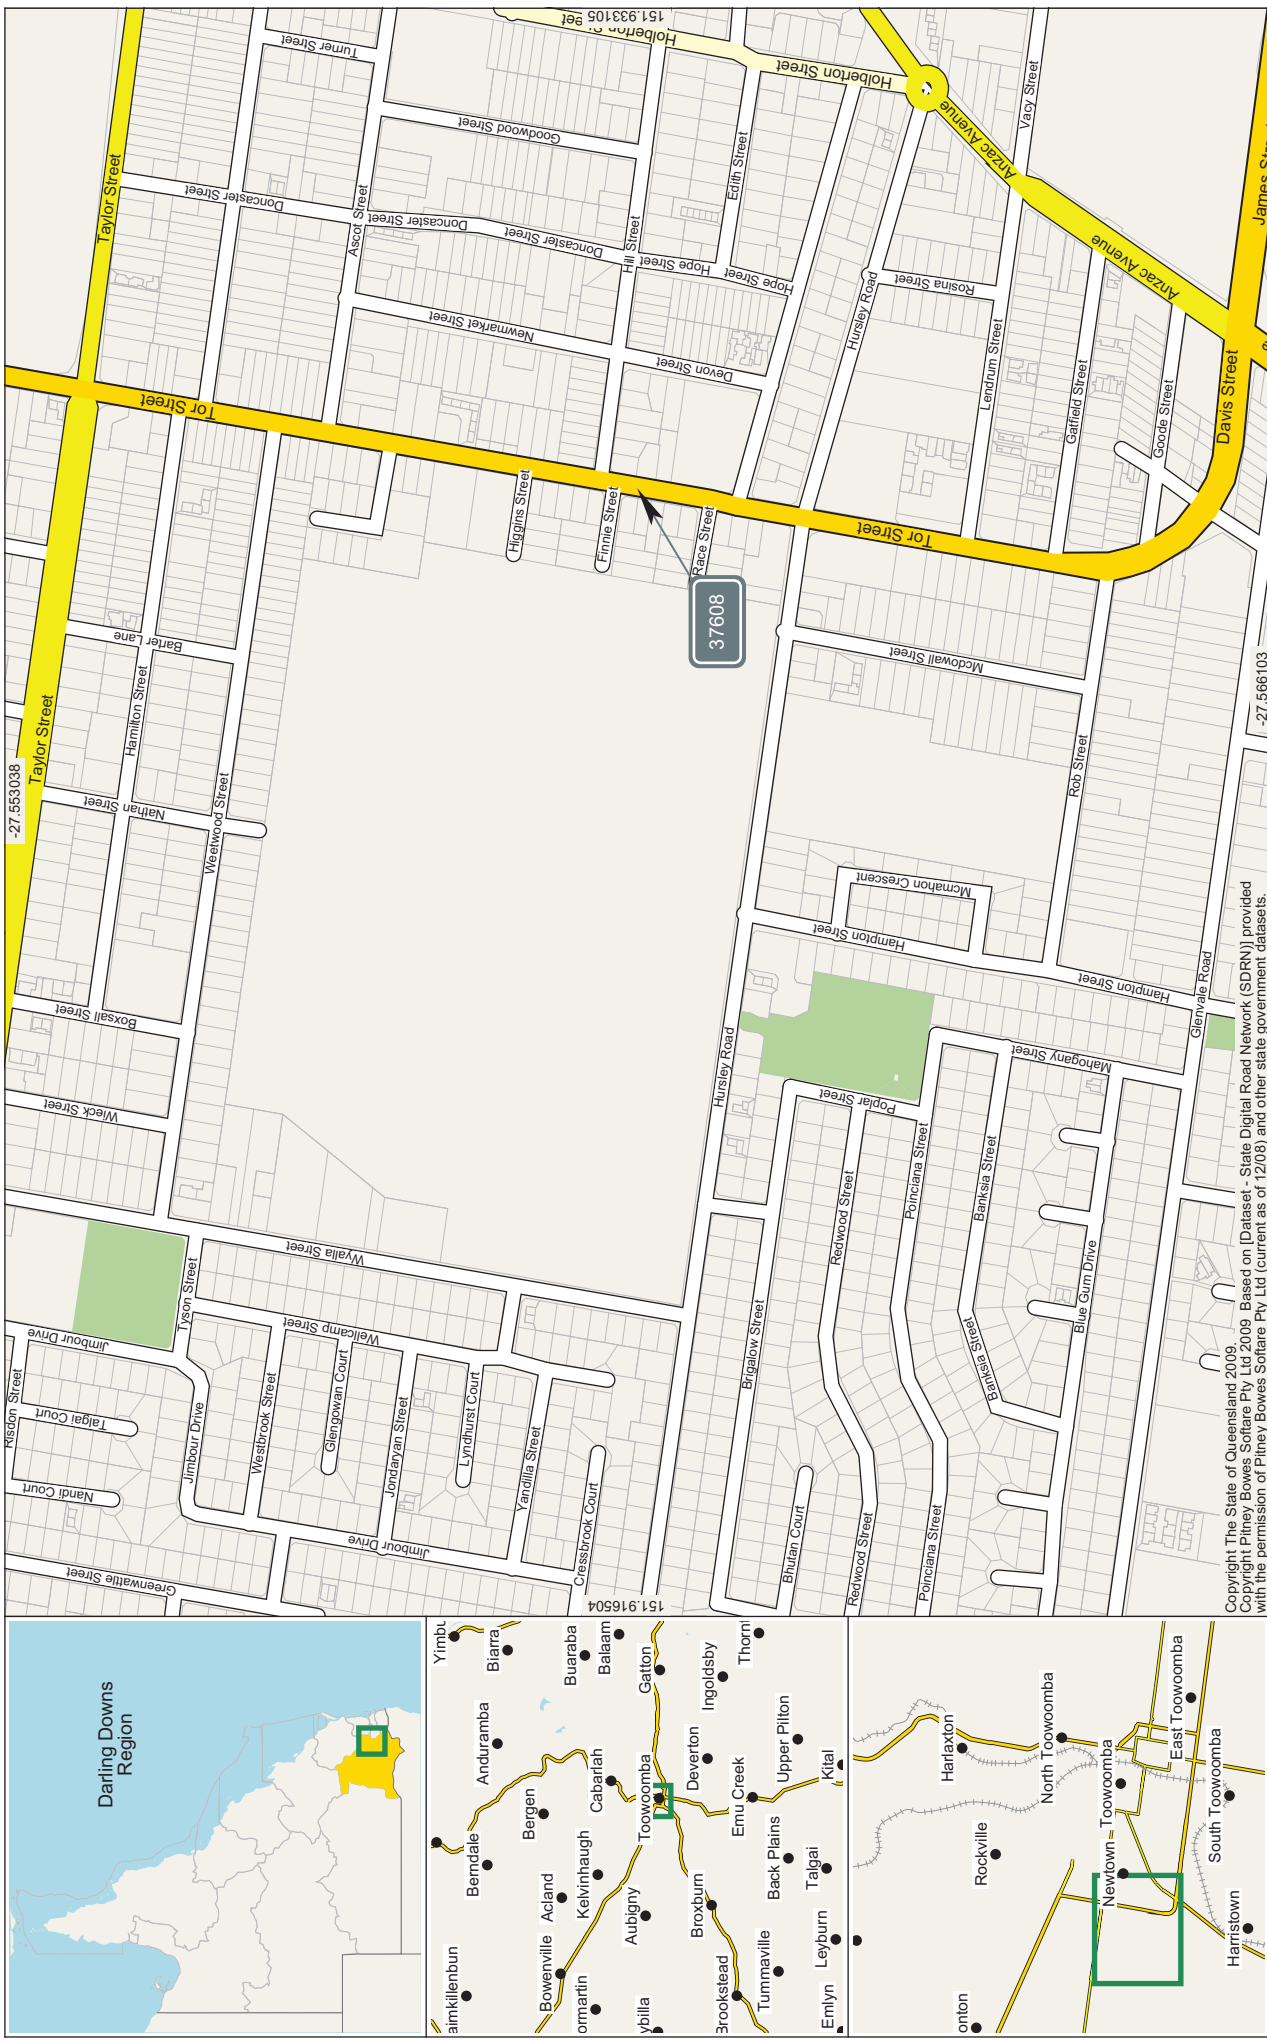 Darling Downs
Region
Yimbu
Biarra
Buaraba
Balaam
Anduramba
Gatton
Ingoldsby
Thornt
Cabarlah
Bergen
Berndale
Toowoomba
Deverton
Upper Pilton
Emu Creek
Kital
Kelvinhaugh
Acland
Aubigny
Back Plains
Talgai
Broxburn
Bowenville
aimkillenbun
ormartin
ybilla
Brookstead
Tummaville
Leyburn
Emlyn
Harlaxton
North Toowoomba
Rockville
Toowoomba
East Toowoomba
Newtown
South Toowoomba
Harristown
onton
-27.553038
151.933105
151.916504
-27.566103
37608
Taylor Street
Taylor Street
Turner Street
Goodwood Street
Doncaster Street
Doncaster Street
Doncaster Street
Ascot Street
Hill Street
Hope Street
Hope Street
Edith Street
Holberton Street
Holberton Street
Anzac Avenue
Anzac Avenue
Vacy Street
Hursley Road
Rosina Street
Lendrum Street
Gatfield Street
Goode Street
Davis Street
James Str
Newmarket Street
Devon Street
Tor Street
Tor Street
Higgins Street
Finnie Street
Race Street
Barter Lane
Hamilton Street
Nathan Street
Weetwood Street
Boxsall Street
Wieck Street
Mcdowall Street
Rob Street
Mcmahon Crescent
Hampton Street
Hampton Street
Glenvale Road
Hursley Road
Mahogany Street
Poplar Street
Redwood Street
Redwood Street
Poinciana Street
Poinciana Street
Banksia Street
Banksia Street
Blue Gum Drive
Brigalow Street
Bhutan Court
Wyalla Street
Tyson Street
Jimbour Drive
Jimbour Drive
Jimbour Drive
Wellcamp Street
Risdon Street
Talgai Court
Nandi Court
Westbrook Street
Glengowan Court
Jondaryan Street
Lyndhurst Court
Yandilla Street
Cressbrook Court
Greenwattle Street
Copyright The State of Queensland 2009.
Copyright Pitney Bowes Softare Pty Ltd 2009. Based on [Dataset - State Digital Road Network (SDRN)] provided
with the permission of Pitney Bowes Softare Pty Ltd (current as of 12/08) and other state government datasets.